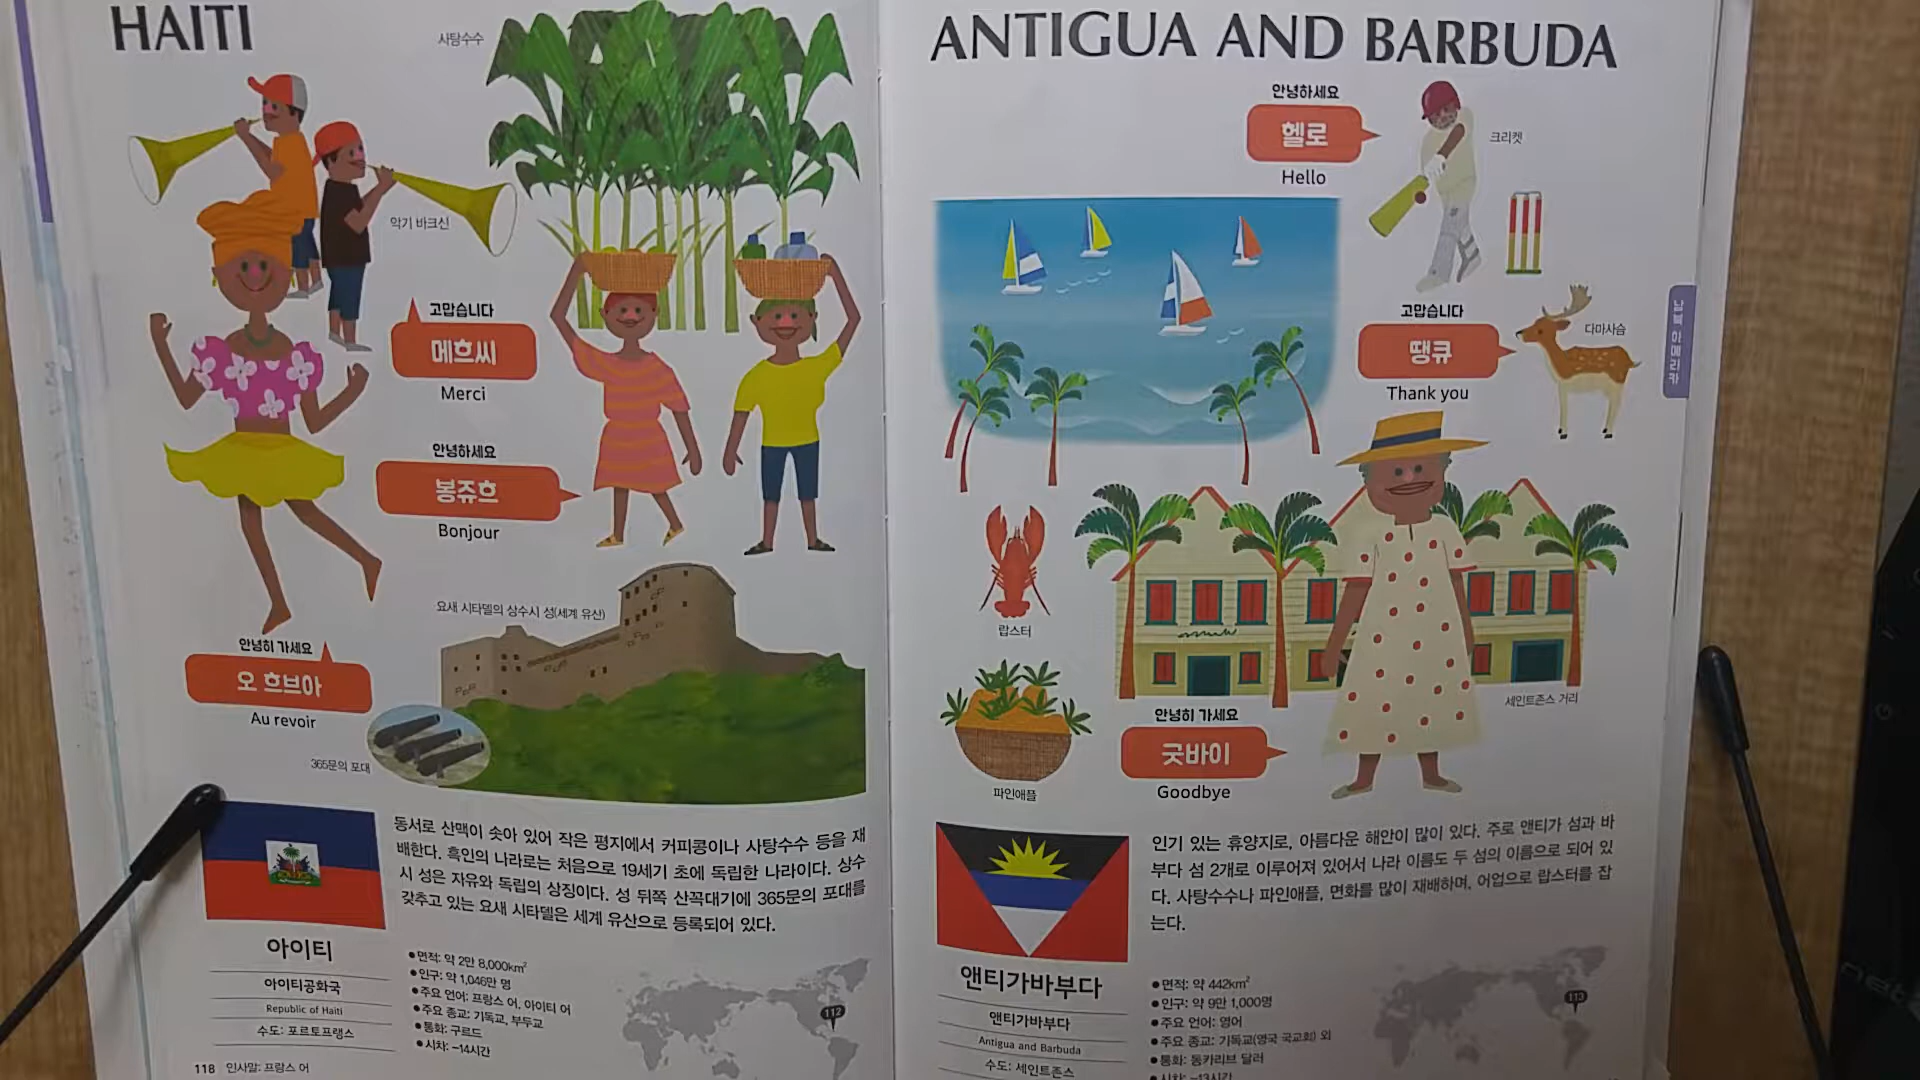 HAITI
사탕수수
악기 바크신
고맙습니다
메흐씨
Merci
안녕하세요
봉쥬흐
Bonjour
요새 시타델의 상수시 성(세계 유산)
안녕히 가세요
오 흐브아
Au revoir
365문의 포대
동서로 산맥이 솟아 있어 작은 평지에서 커피콩이나 사탕수수 등을 재
배한다. 흑인의 나라로는 처음으로 19세기 초에 독립한 나라이다. 상수
시 성은 자유와 독립의 상징이다. 성 뒤쪽 산꼭대기에 365문의 포대를
갖추고 있는 요새 시타델은 세계 유산으로 등록되어 있다.
아이티
아이티공화국
Republic of Haiti
수도: 포르토프랭스
●면적: 약 2만 8,000km²
●인구: 약 1,046만 명
●주요 언어: 프랑스 어, 아이티 어
●주요 종교: 기독교, 부두교
●통화: 구르드
●시차: -14시간
112
118 인사말: 프랑스 어
ANTIGUA AND BARBUDA
안녕하세요
헬로
Hello
크리켓
고맙습니다
땡큐
Thank you
다마사슴
남북 아메리카
랍스터
세인트존스 거리
파인애플
안녕히 가세요
굿바이
Goodbye
인기 있는 휴양지로, 아름다운 해안이 많이 있다. 주로 앤티가 섬과 바
부다 섬 2개로 이루어져 있어서 나라 이름도 두 섬의 이름으로 되어 있
다. 사탕수수나 파인애플, 면화를 많이 재배하며, 어업으로 랍스터를 잡
는다.
앤티가바부다
앤티가바부다
Antigua and Barbuda
수도: 세인트존스
●면적: 약 442km²
●인구: 약 9만 1,000명
●주요 언어: 영어
●주요 종교: 기독교(영국 국교회) 외
●통화: 동카리브 달러
●시차: -13시간
113